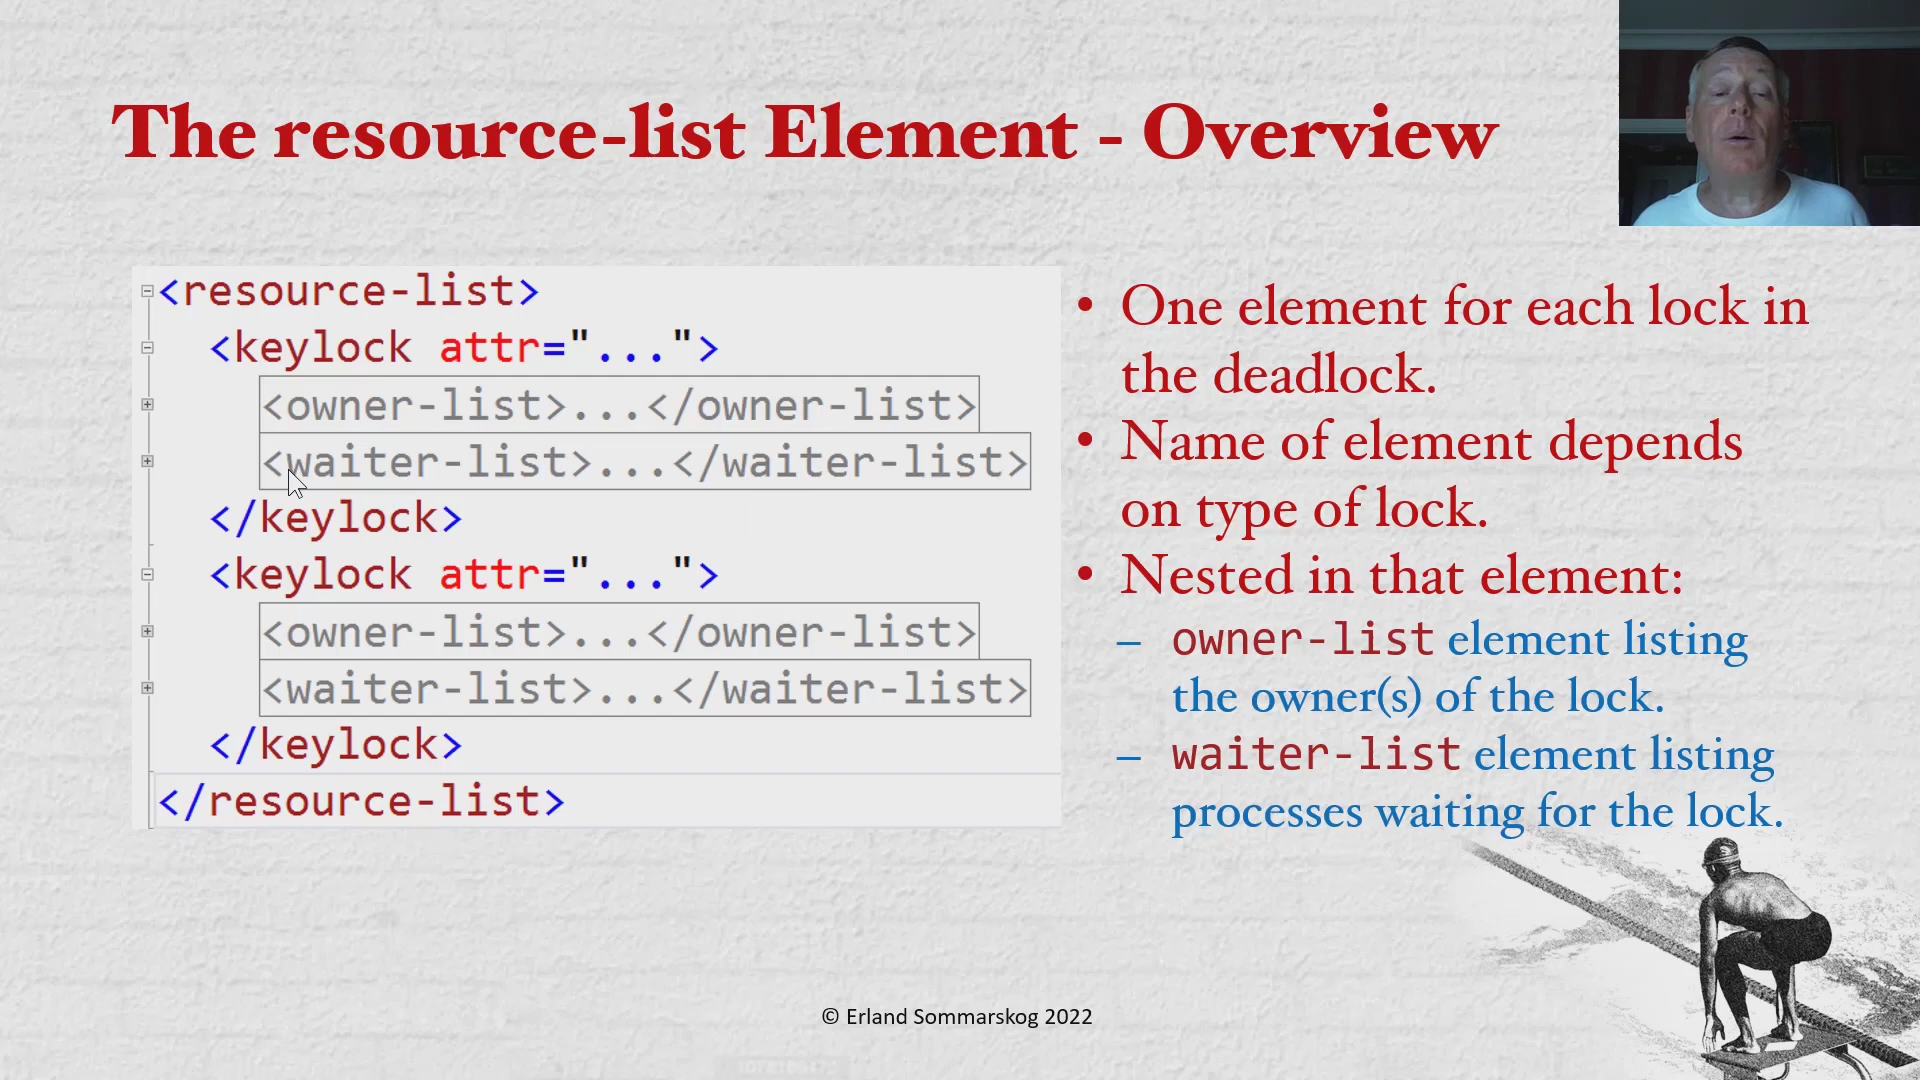 The resource-list Element - Overview
<resource-list>
<keylock attr="...">
<owner-list>...</owner-list>
<waiter-list>...</waiter-list>
</keylock>
<keylock attr="...">
<owner-list>...</owner-list>
<waiter-list>...</waiter-list>
</keylock>
</resource-list>
• One element for each lock in
the deadlock.
• Name of element depends
on type of lock.
• Nested in that element:
– owner-list element listing
the owner(s) of the lock.
– waiter-list element listing
processes waiting for the lock.
© Erland Sommarskog 2022